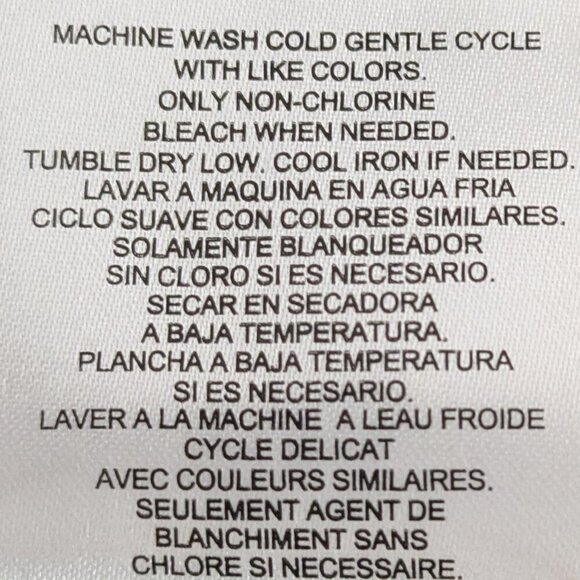 MACHINE WASH COLD GENTLE CYCLE
WITH LIKE COLORS.
ONLY NON-CHLORINE
BLEACH WHEN NEEDED.
TUMBLE DRY LOW. COOL IRON IF NEEDED.
LAVAR A MAQUINA EN AGUA FRIA
CICLO SUAVE CON COLORES SIMILARES.
SOLAMENTE BLANQUEADOR
SIN CLORO SI ES NECESARIO.
SECAR EN SECADORA
A BAJA TEMPERATURA.
PLANCHA A BAJA TEMPERATURA
SI ES NECESARIO.
LAVER A LA MACHINE A LEAU FROIDE
CYCLE DELICAT
AVEC COULEURS SIMILAIRES.
SEULEMENT AGENT DE
BLANCHIMENT SANS
CHLORE SI NECESSAIRE.